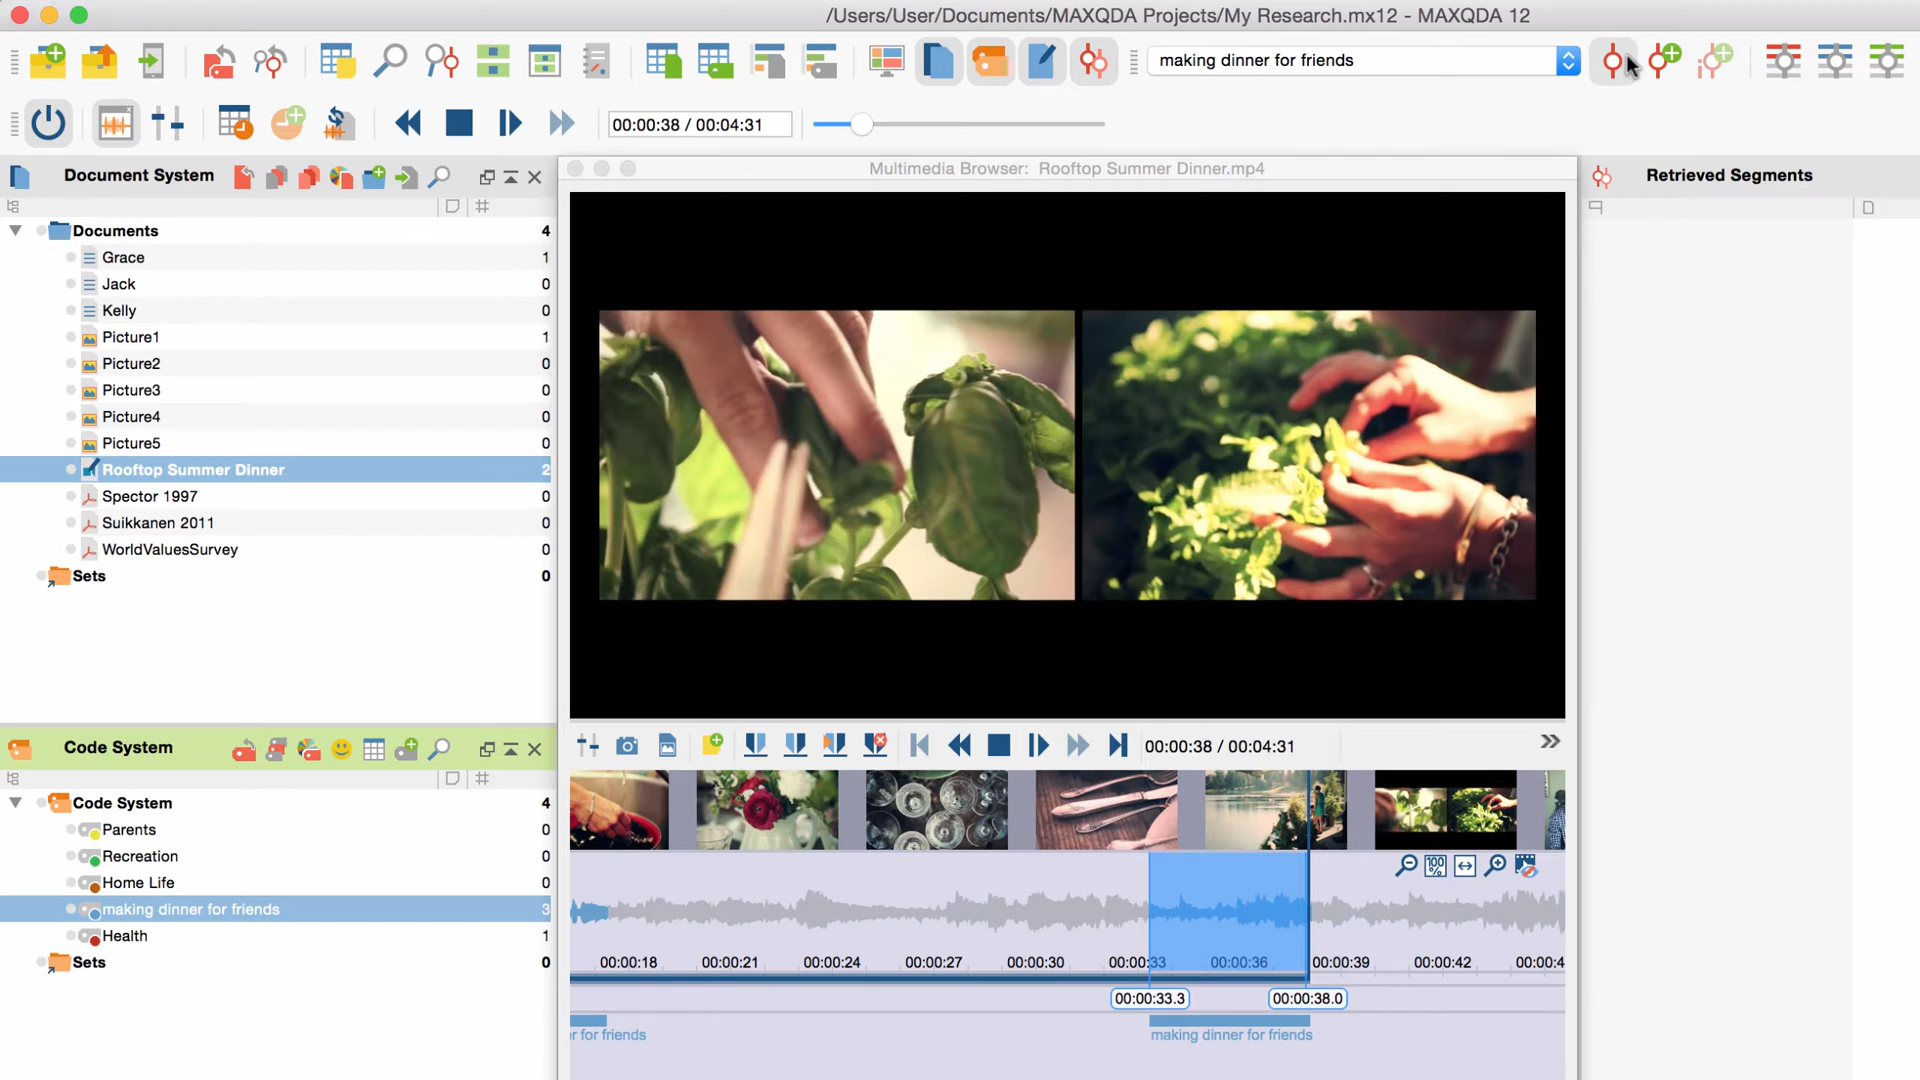 /Users/User/Documents/MAXQDA Projects/My Research.mx12 - MAXQDA 12
making dinner for friends
00:00:38 / 00:04:31
Document System
Documents 4
Grace 1
Jack 0
Kelly 0
Picture1 1
Picture2 0
Picture3 0
Picture4 0
Picture5 0
Rooftop Summer Dinner 2
Spector 1997 0
Suikkanen 2011 0
WorldValuesSurvey 0
Sets 0
Multimedia Browser: Rooftop Summer Dinner.mp4
Retrieved Segments
Code System
Code System 4
Parents 0
Recreation 0
Home Life 0
making dinner for friends 3
Health 1
Sets 0
00:00:38 / 00:04:31
100 %
00:00:18 00:00:21 00:00:24 00:00:27 00:00:30 00:00:33 00:00:36 00:00:39 00:00:42 00:00:4
00:00:33.3 00:00:38.0
r for friends making dinner for friends